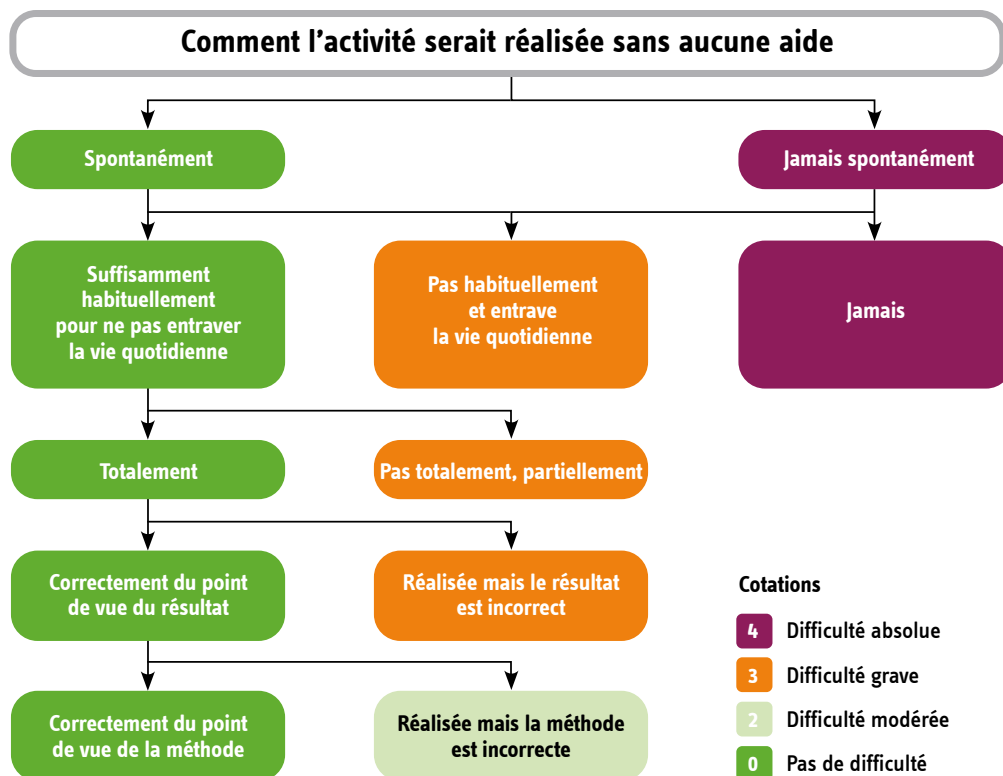 Comment l'activité serait réalisée sans aucune aide
Spontanément
Jamais spontanément
Suffisamment
habituellement
pour ne pas entraver
la vie quotidienne
Pas habituellement
et entrave
la vie quotidienne
Jamais
Totalement
Pas totalement, partiellement
Correctement du point
de vue du résultat
Réalisée mais le résultat
est incorrect
Correctement du point
de vue de la méthode
Réalisée mais la méthode
est incorrecte
Cotations
4 Difficulté absolue
3 Difficulté grave
2 Difficulté modérée
0 Pas de difficulté